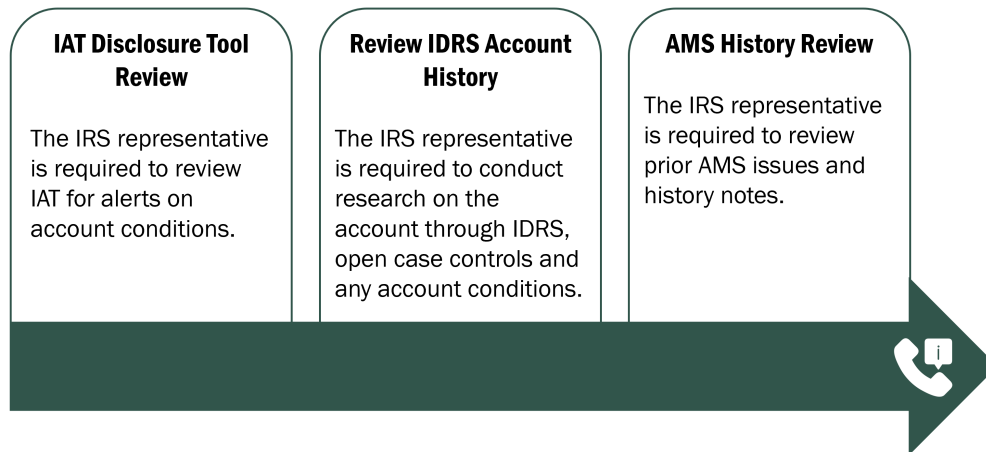 IAT Disclosure Tool
Review
The IRS representative
is required to review
IAT for alerts on
account conditions.
Review IDRS Account
History
The IRS representative
is required to conduct
research on the
account through IDRS,
open case controls and
any account conditions.
AMS History Review
The IRS representative
is required to review
prior AMS issues and
history notes.
i